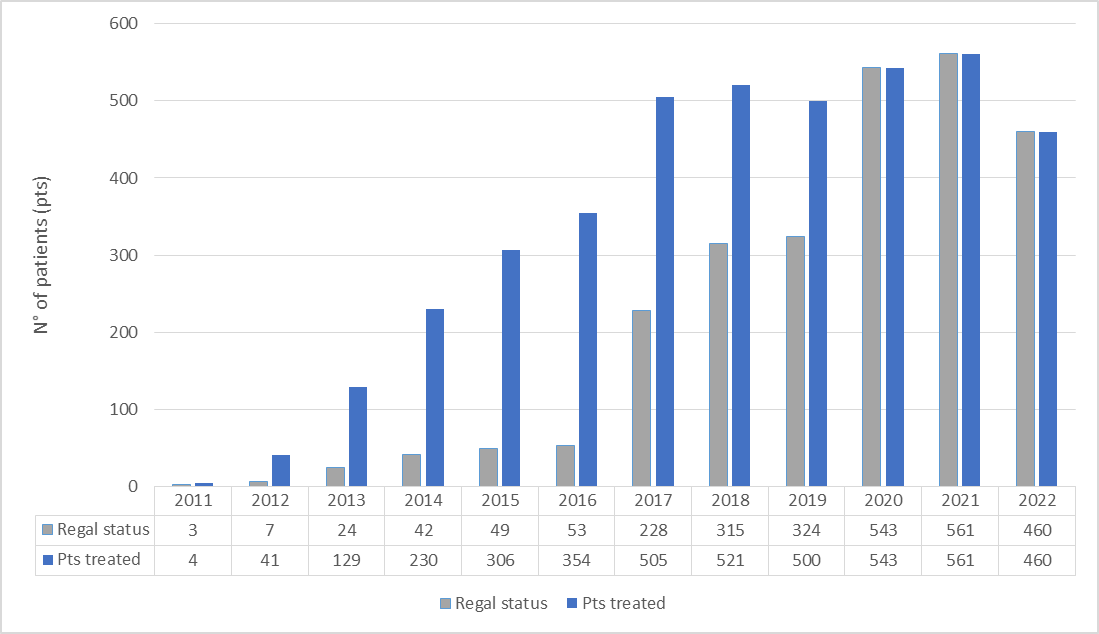 600
500
400
300
200
100
0
N° of patients (pts)
2011 2012 2013 2014 2015 2016 2017 2018 2019 2020 2021 2022
Regal status 3 7 24 42 49 53 228 315 324 543 561 460
Pts treated 4 41 129 230 306 354 505 521 500 543 561 460
Regal status Pts treated